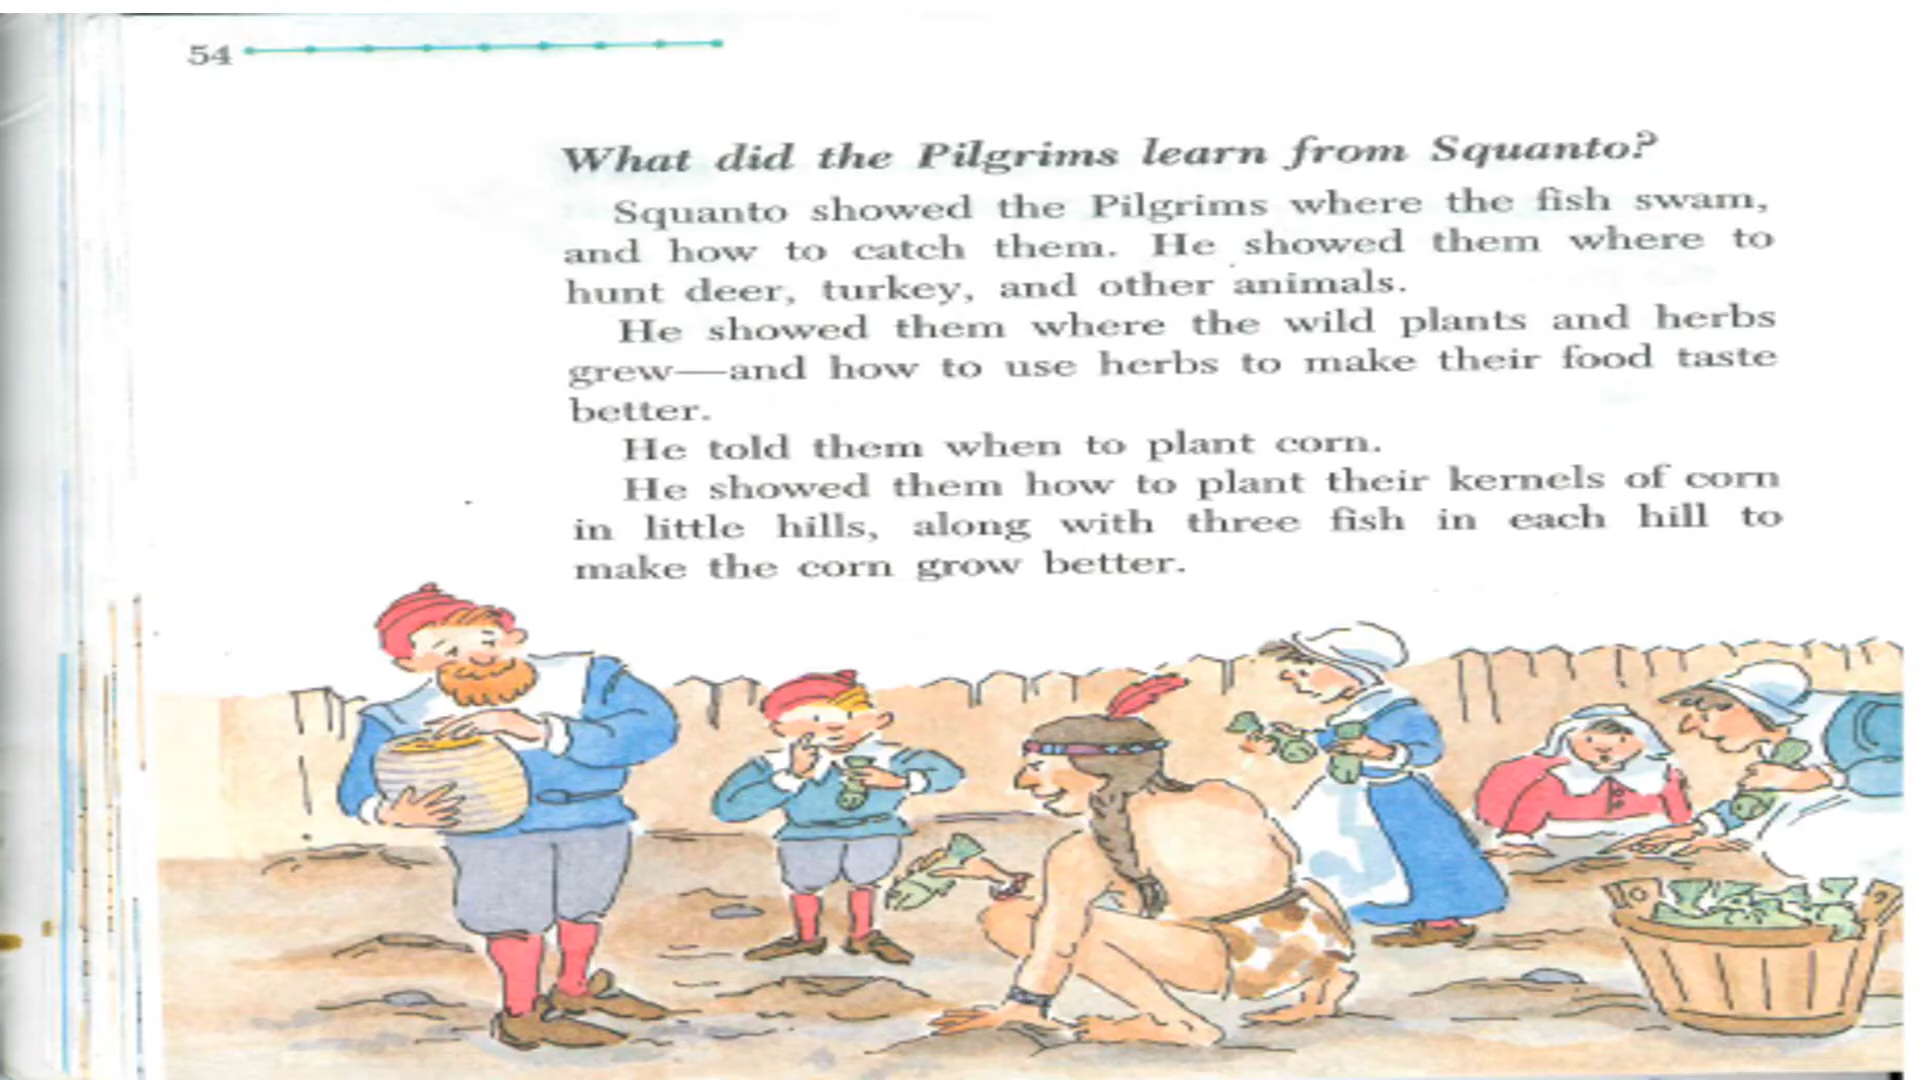 54
What did the Pilgrims learn from Squanto?
Squanto showed the Pilgrims where the fish swam,
and how to catch them. He showed them where to
hunt deer, turkey, and other animals.
He showed them where the wild plants and herbs
grew—and how to use herbs to make their food taste
better.
He told them when to plant corn.
He showed them how to plant their kernels of corn
in little hills, along with three fish in each hill to
make the corn grow better.